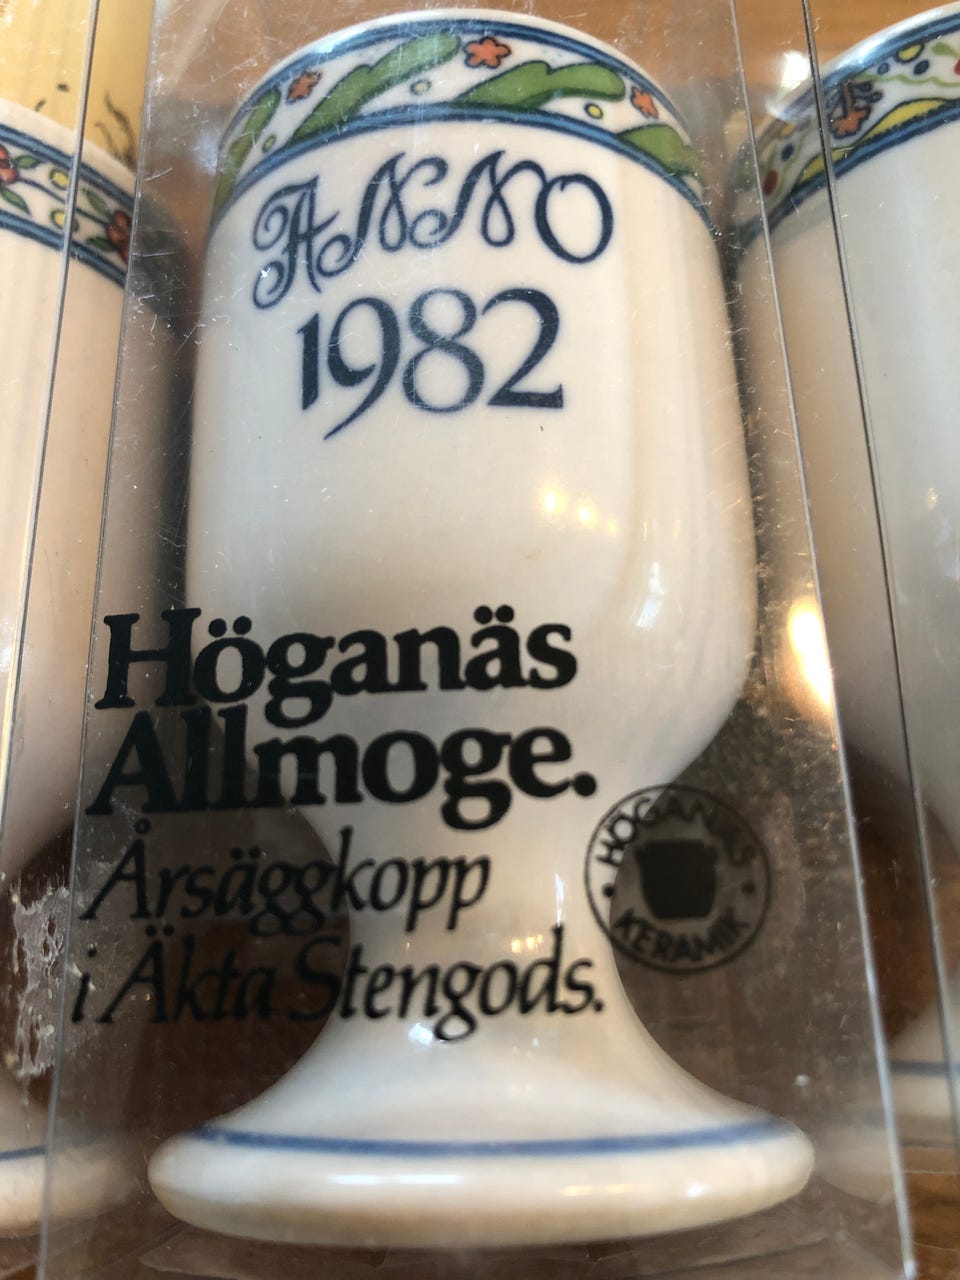 ANNO
1982
Höganäs
Allmoge.
Årsäggkopp
i Äkta Stengods.
HÖGANÄS
KERAMIK